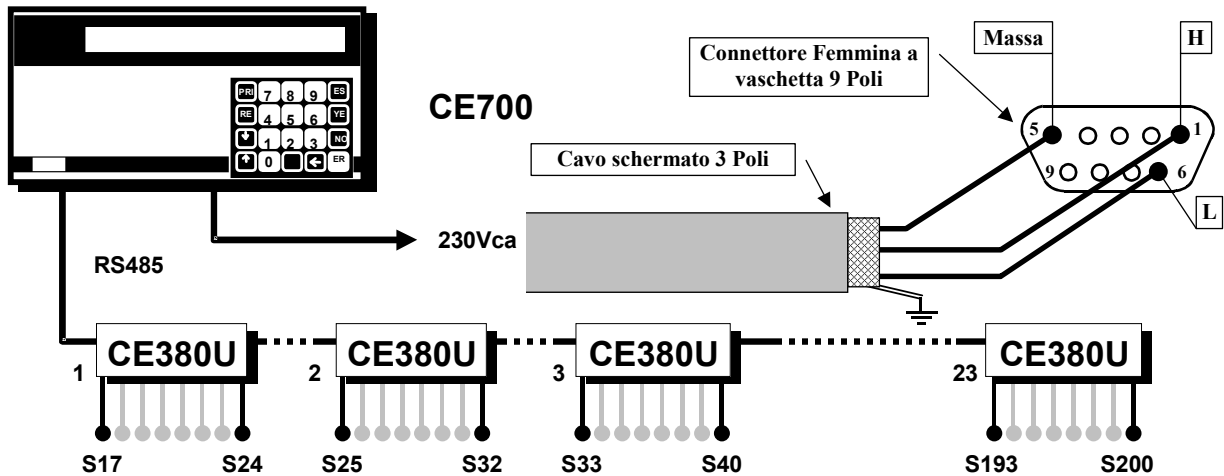 Massa
H
Connettore Femmina a
vaschetta 9 Poli
PRI 7 8 9 ES
RE 4 5 6 YE
1 2 3 NO
0 ER
CE700
5 1
9 6
Cavo schermato 3 Poli
L
230Vca
RS485
CE380U CE380U CE380U CE380U
1 2 3 23
S17 S24 S25 S32 S33 S40 S193 S200